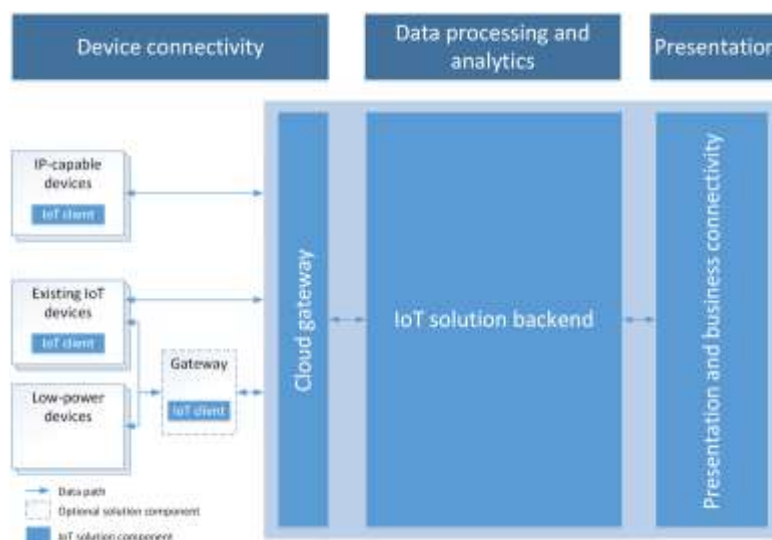 Device connectivity
Data processing and
analytics
Presentation
IP-capable
devices
IoT client
Existing IoT
devices
IoT client
Low-power
devices
Gateway
IoT client
Cloud gateway
IoT solution backend
Presentation and business connectivity
Data path
Optional solution component
IoT solution component